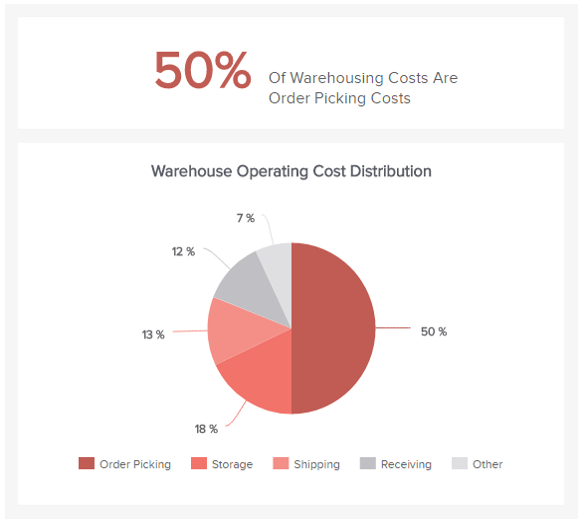 50%
Of Warehousing Costs Are
Order Picking Costs
Warehouse Operating Cost Distribution
7 %
12 %
13 %
50 %
18 %
Order Picking
Storage
Shipping
Receiving
Other